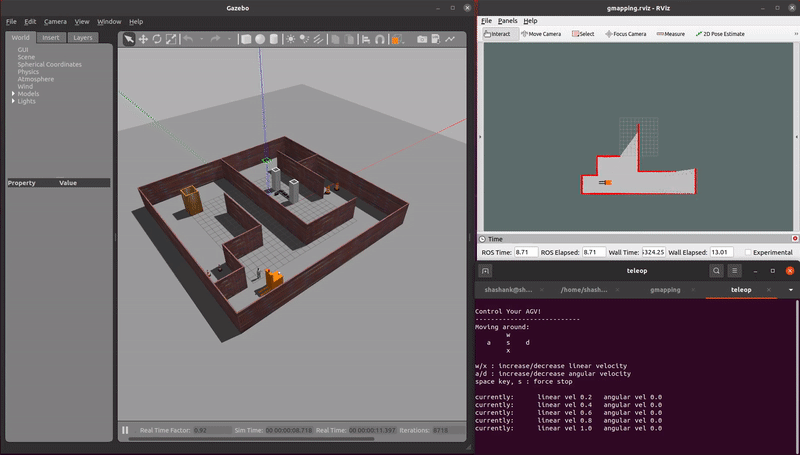 Gazebo
File Edit Camera View Window Help
World Insert Layers
GUI
Scene
Spherical Coordinates
Physics
Atmosphere
Wind
Models
Lights
Property Value
Real Time Factor: 0.92 Sim Time: 00 00:00:08.716 Real Time: 00 00:00:11.397 Iterations: 8716
gmapping.rviz - RViz
File Panels Help
Interact Move Camera Select Focus Camera Measure 2D Pose Estimate
Time
ROS Time: 8.71 ROS Elapsed: 8.71 Wall Time: Wall Elapsed: 13.01 Experimental
teleop
shashank@sh... /home/shash... gmapping teleop
Control Your AGV!
---------------------------
Moving around:
w
a s d
x
w/x : increase/decrease linear velocity
a/d : increase/decrease angular velocity
space key, s : force stop
currently: linear vel 0.2 angular vel 0.0
currently: linear vel 0.4 angular vel 0.0
currently: linear vel 0.6 angular vel 0.0
currently: linear vel 0.8 angular vel 0.0
currently: linear vel 1.0 angular vel 0.0